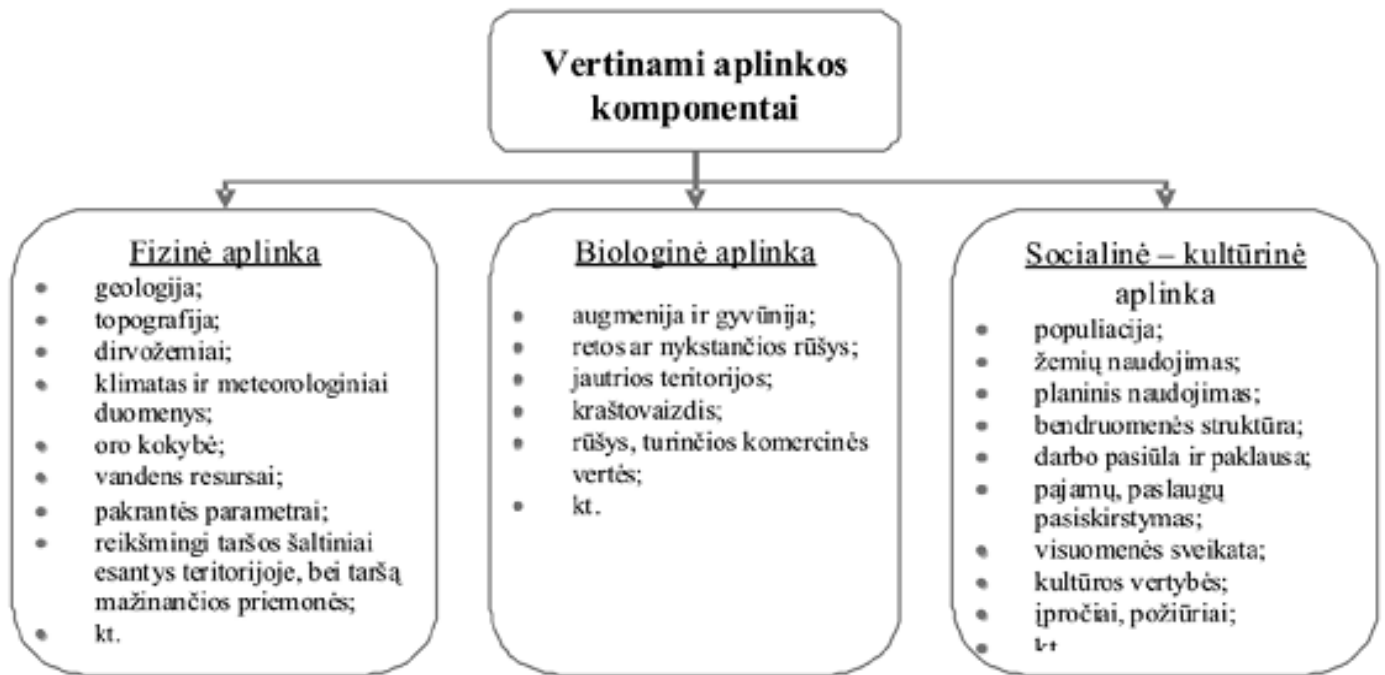 Vertinami aplinkos
komponentai
Fizinė aplinka
geologija;
topografija;
dirvožemiai;
klimatas ir meteorologiniai
duomenys;
oro kokybė;
vandens resursai;
pakrantės parametrai;
reikšmingi taršos šaltiniai
esantys teritorijoje, bei taršą
mažinančios priemonės;
kt.
Biologinė aplinka
augmenija ir gyvūnija;
retos ar nykstančios rūšys;
jautrios teritorijos;
kraštovaizdis;
rūšys, turinčios komercinės
vertės;
kt.
Socialinė – kultūrinė
aplinka
populiacija;
žemių naudojimas;
planinis naudojimas;
bendruomenės struktūra;
darbo pasiūla ir paklausa;
pajamų, paslaugų
pasiskirstymas;
visuomenės sveikata;
kultūros vertybės;
įpročiai, požiūriai;